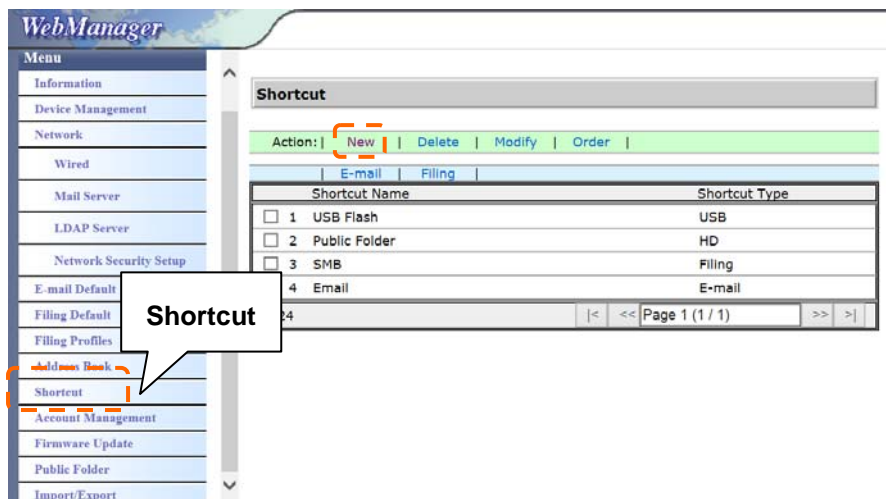 WebManager
Menu
Information
Device Management
Network
Wired
Mail Server
LDAP Server
Network Security Setup
E-mail Default
Filing Default
Filing Profiles
Address Book
Shortcut
Account Management
Firmware Update
Public Folder
Import/Export
Shortcut
Shortcut
Action:| New | Delete | Modify | Order |
| E-mail | Filing |
Shortcut Name Shortcut Type
1 USB Flash USB
2 Public Folder HD
3 SMB Filing
4 Email E-mail
24 |< << Page 1 (1 / 1) >> >|